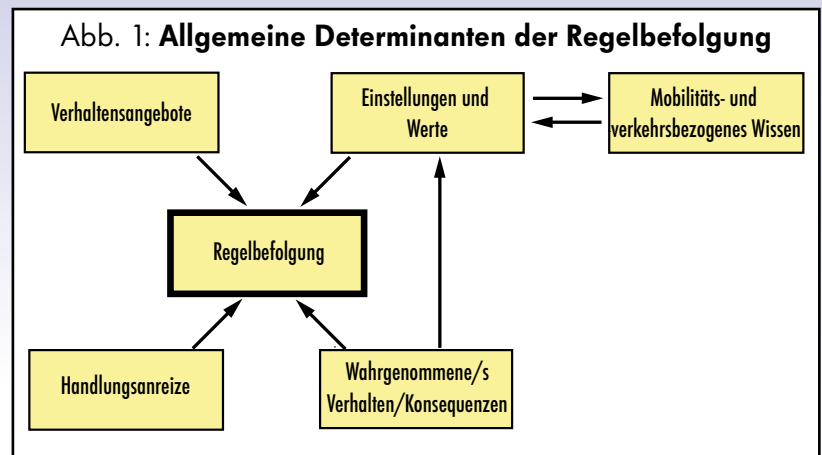 Abb. 1: Allgemeine Determinanten der Regelbefolgung
Verhaltensangebote
Einstellungen und
Werte
Mobilitäts- und
verkehrsbezogenes Wissen
Regelbefolgung
Handlungsanreize
Wahrgenommene/s
Verhalten/Konsequenzen